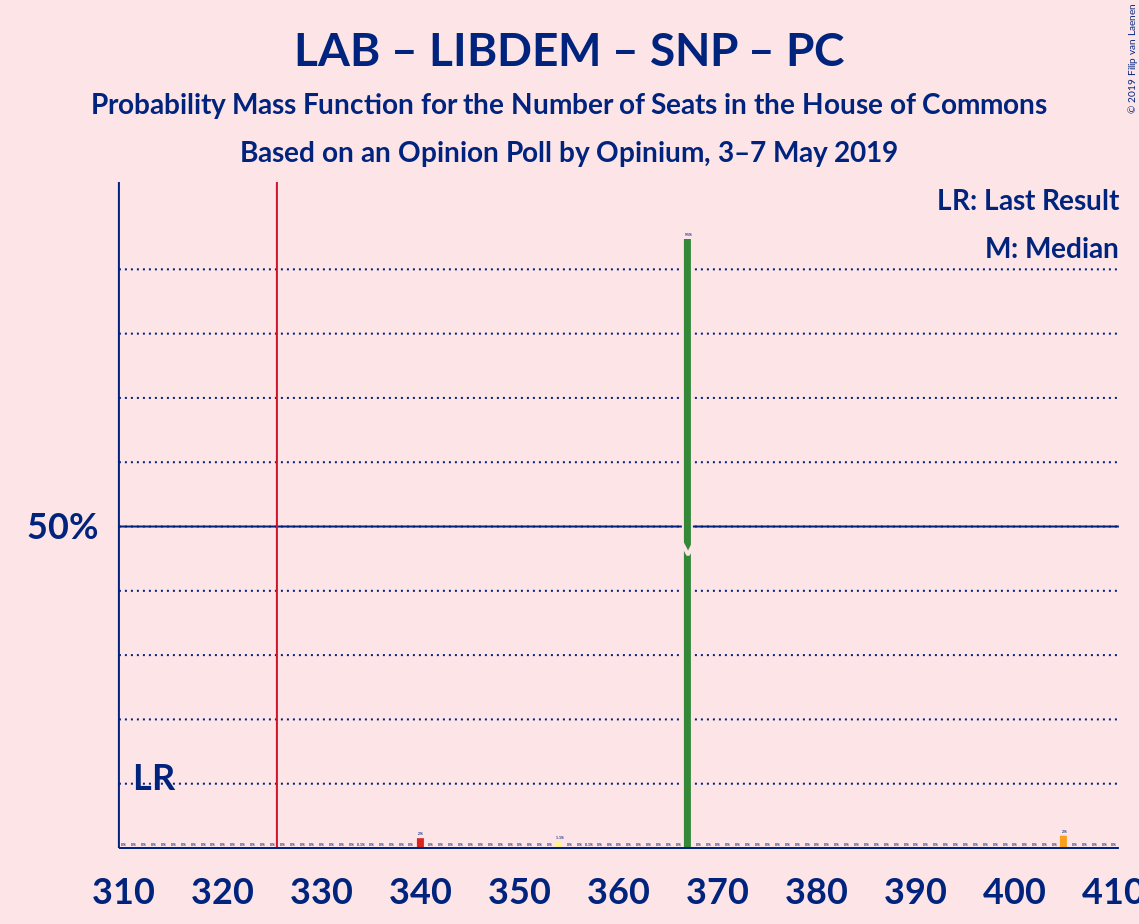 LAB – LIBDEM – SNP – PC
Probability Mass Function for the Number of Seats in the House of Commons
Based on an Opinion Poll by Opinium, 3–7 May 2019
© 2019 Filip van Laenen
LR: Last Result
M: Median
50%
LR
M
310 320 330 340 350 360 370 380 390 400 410